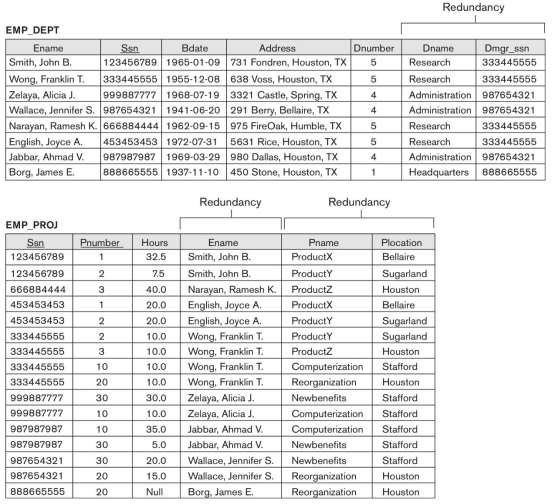 Redundancy
EMP_DEPT
Ename Ssn Bdate Address Dnumber Dname Dmgr_ssn
Smith, John B. 123456789 1965-01-09 731 Fondren, Houston, TX 5 Research 333445555
Wong, Franklin T. 333445555 1955-12-08 638 Voss, Houston, TX 5 Research 333445555
Zelaya, Alicia J. 999887777 1968-07-19 3321 Castle, Spring, TX 4 Administration 987654321
Wallace, Jennifer S. 987654321 1941-06-20 291 Berry, Bellaire, TX 4 Administration 987654321
Narayan, Ramesh K. 666884444 1962-09-15 975 FireOak, Humble, TX 5 Research 333445555
English, Joyce A. 453453453 1972-07-31 5631 Rice, Houston, TX 5 Research 333445555
Jabbar, Ahmad V. 987987987 1969-03-29 980 Dallas, Houston, TX 4 Administration 987654321
Borg, James E. 888665555 1937-11-10 450 Stone, Houston, TX 1 Headquarters 888665555
Redundancy Redundancy
EMP_PROJ
Ssn Pnumber Hours Ename Pname Plocation
123456789 1 32.5 Smith, John B. ProductX Bellaire
123456789 2 7.5 Smith, John B. ProductY Sugarland
666884444 3 40.0 Narayan, Ramesh K. ProductZ Houston
453453453 1 20.0 English, Joyce A. ProductX Bellaire
453453453 2 20.0 English, Joyce A. ProductY Sugarland
333445555 2 10.0 Wong, Franklin T. ProductY Sugarland
333445555 3 10.0 Wong, Franklin T. ProductZ Houston
333445555 10 10.0 Wong, Franklin T. Computerization Stafford
333445555 20 10.0 Wong, Franklin T. Reorganization Houston
999887777 30 30.0 Zelaya, Alicia J. Newbenefits Stafford
999887777 10 10.0 Zelaya, Alicia J. Computerization Stafford
987987987 10 35.0 Jabbar, Ahmad V. Computerization Stafford
987987987 30 5.0 Jabbar, Ahmad V. Newbenefits Stafford
987654321 30 20.0 Wallace, Jennifer S. Newbenefits Stafford
987654321 20 15.0 Wallace, Jennifer S. Reorganization Houston
888665555 20 Null Borg, James E. Reorganization Houston